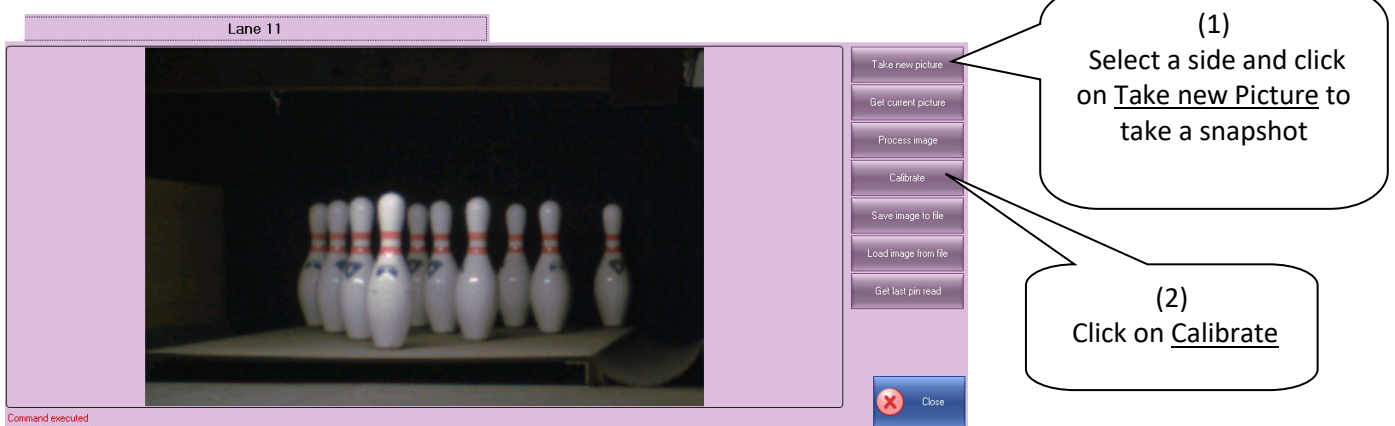 Lane 11
Take new picture
Get current picture
Process image
Calibrate
Save image to file
Load image from file
Get last pin read
Close
Command executed
(1)
Select a side and click
on Take new Picture to
take a snapshot
(2)
Click on Calibrate